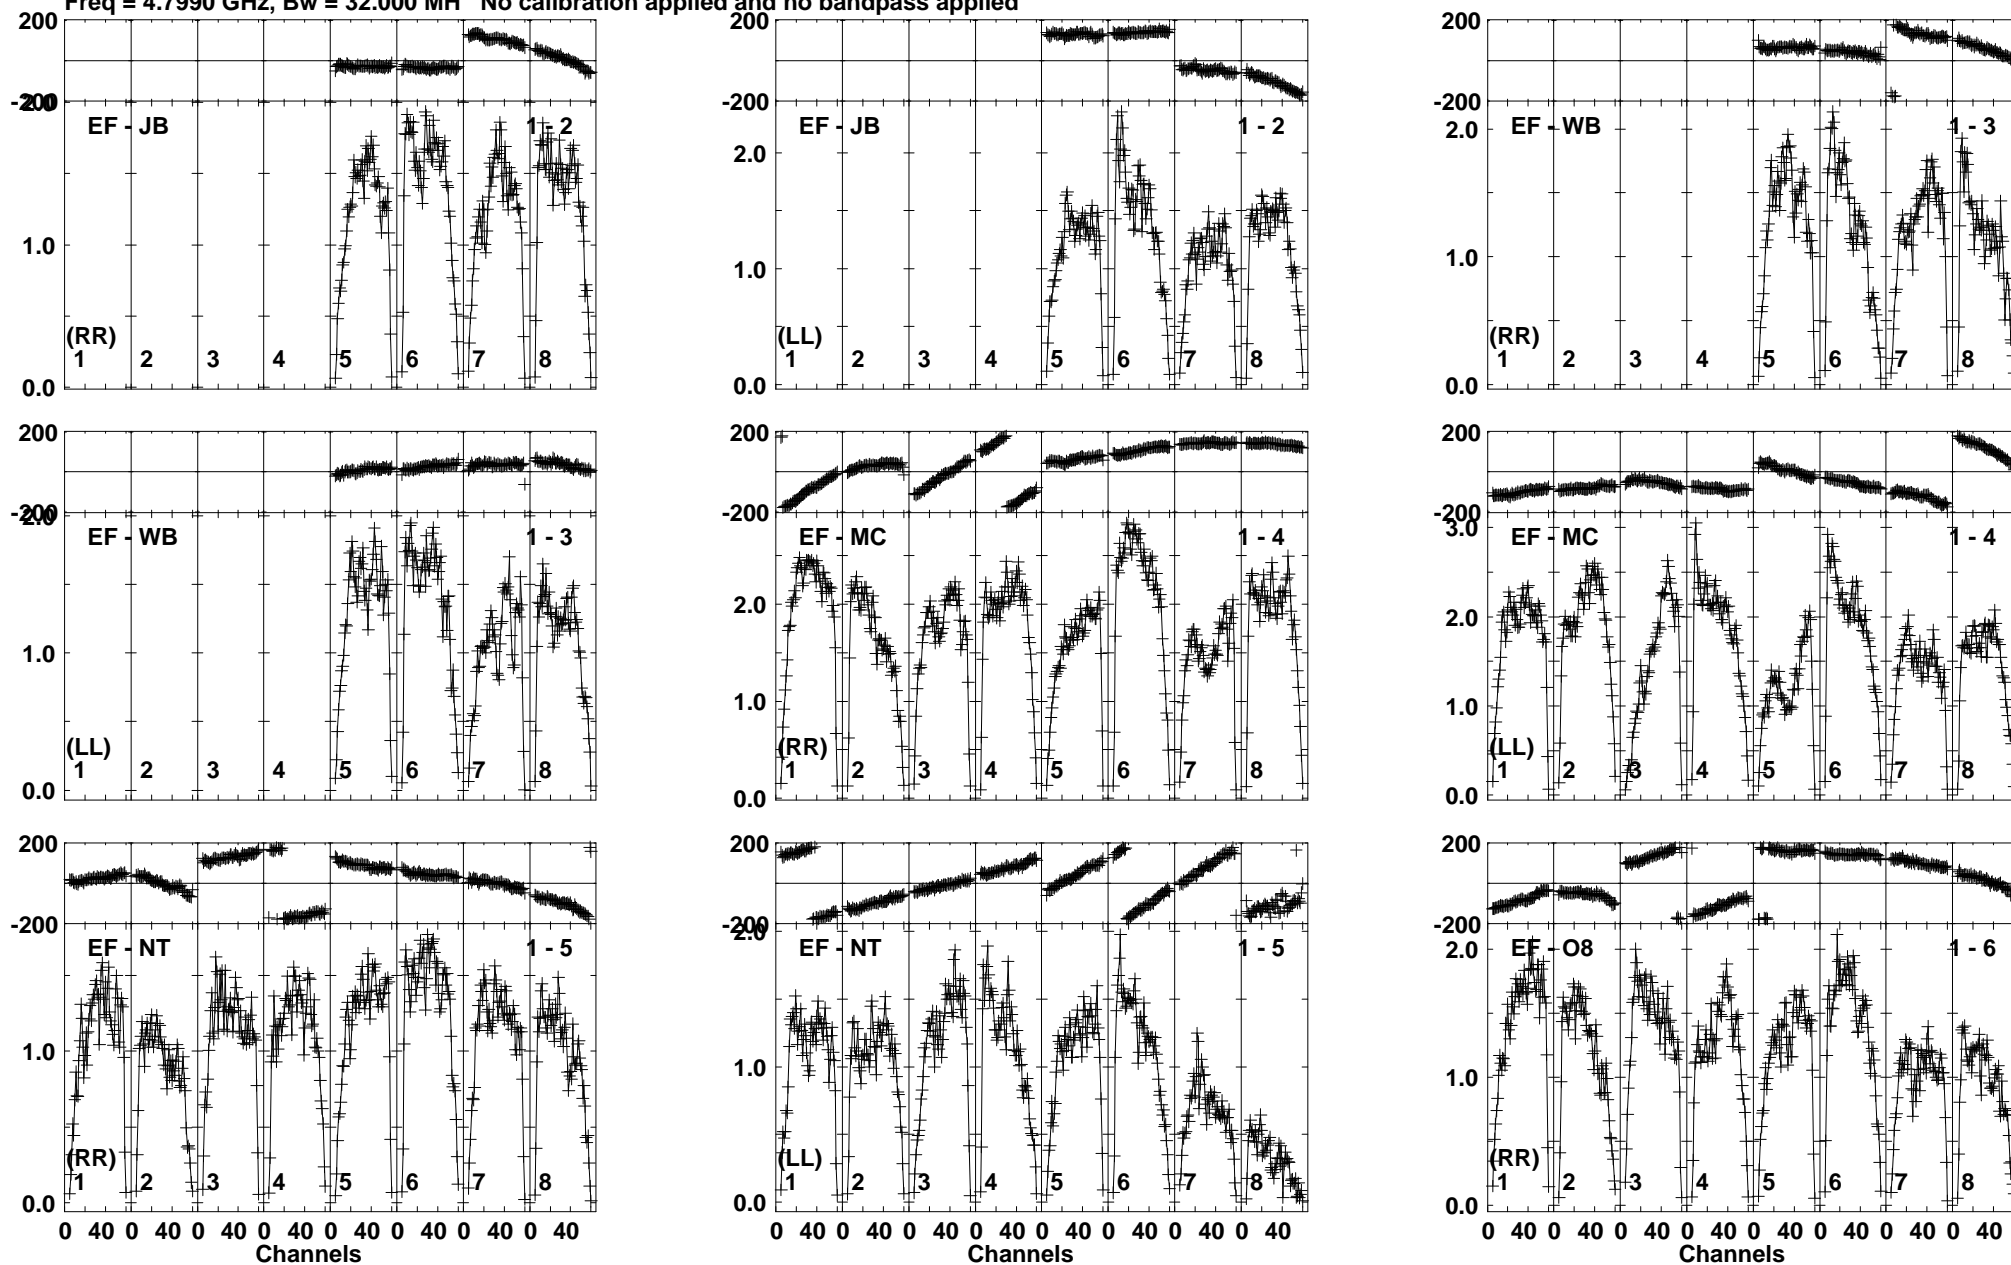 Freq = 4.7990 GHz, Bw = 32.000 MH No calibration applied and no bandpass applied
200 200 200
-200 -200 -200
2.0 EF - JB 1 - 2 EF - JB 1 - 2 EF - WB 1 - 3
2.0 2.0
1.0 1.0 1.0
(RR) (LL) (RR)
1 2 3 4 5 6 7 8 1 2 3 4 5 6 7 8 1 2 3 4 5 6 7 8
0.0 0.0 0.0
200 200 200
-200 -200 -200
2.0 EF - WB 1 - 3 EF - MC 1 - 4 3.0 EF - MC 1 - 4
2.0 2.0
1.0 1.0 1.0
(LL) (RR) (LL)
1 2 3 4 5 6 7 8 1 2 3 4 5 6 7 8 1 2 3 4 5 6 7 8
0.0 0.0 0.0
200 200 200
-200 -200 -200
EF - NT 1 - 5 2.0 EF - NT 1 - 5 2.0 EF - O8 1 - 6
1.0 1.0 1.0
(RR) (LL) (RR)
1 2 3 4 5 6 7 8 1 2 3 4 5 6 7 8 1 2 3 4 5 6 7 8
0.0 0.0 0.0
0 40 0 40 0 40 0 40 0 40 0 40 0 40 0 40 0 40 0 40 0 40 0 40 0 40 0 40 0 40 0 40 0 40 0 40 0 40 0 40 0 40 0 40 0 40 0 40
Channels Channels Channels